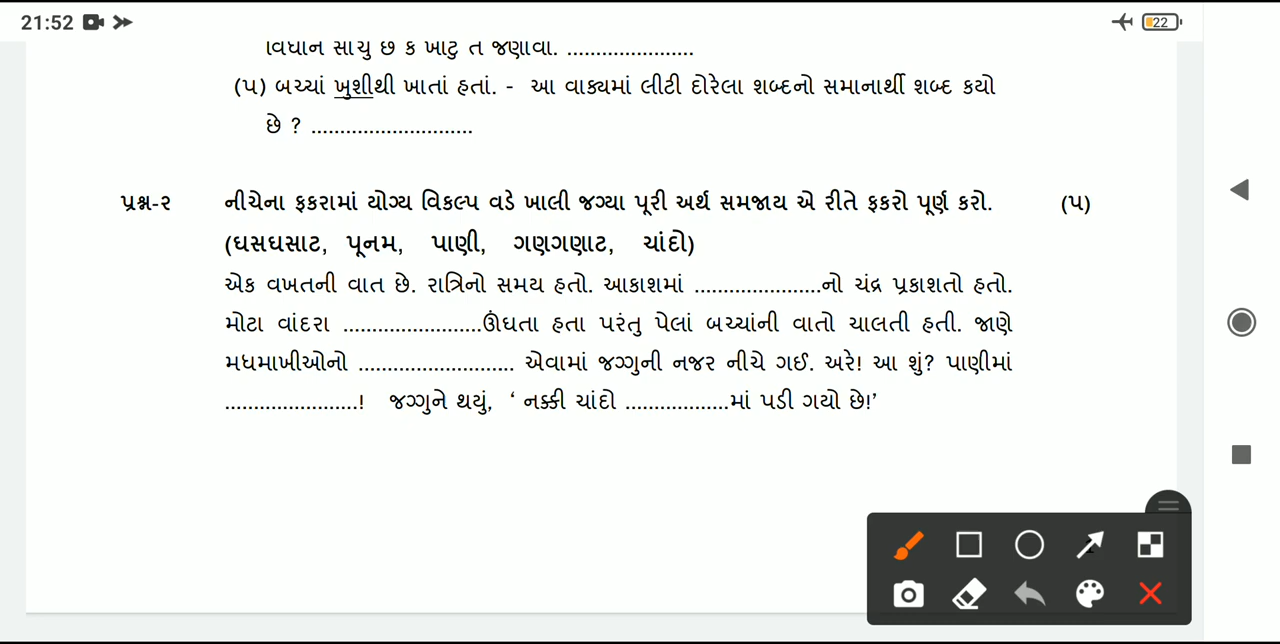 21:52
22
વિધાન સાચુ છે કે ખોટુ તે જણાવો. ......................
(૫) બચ્ચાં ખુશીથી ખાતાં હતાં. - આ વાક્યમાં લીટી દોરેલા શબ્દનો સમાનાર્થી શબ્દ કયો
છે ? ............................
પ્રશ્ન-૨ નીચેના ફકરામાં યોગ્ય વિકલ્પ વડે ખાલી જગ્યા પૂરી અર્થ સમજાય એ રીતે ફકરો પૂર્ણ કરો. (૫)
(ઘસઘસાટ, પૂનમ, પાણી, ગણગણાટ, ચાંદો)
એક વખતની વાત છે. રાત્રિનો સમય હતો. આકાશમાં ......................નો ચંદ્ર પ્રકાશતો હતો.
મોટા વાંદરા ........................ઊંઘતા હતા પરંતુ પેલાં બચ્ચાંની વાતો ચાલતી હતી. જાણે
મધમાખીઓનો ........................... એવામાં જગ્ગુની નજર નીચે ગઈ. અરે! આ શું? પાણીમાં
.......................! જગ્ગુને થયું, ‘ નક્કી ચાંદો ..................માં પડી ગયો છે!’